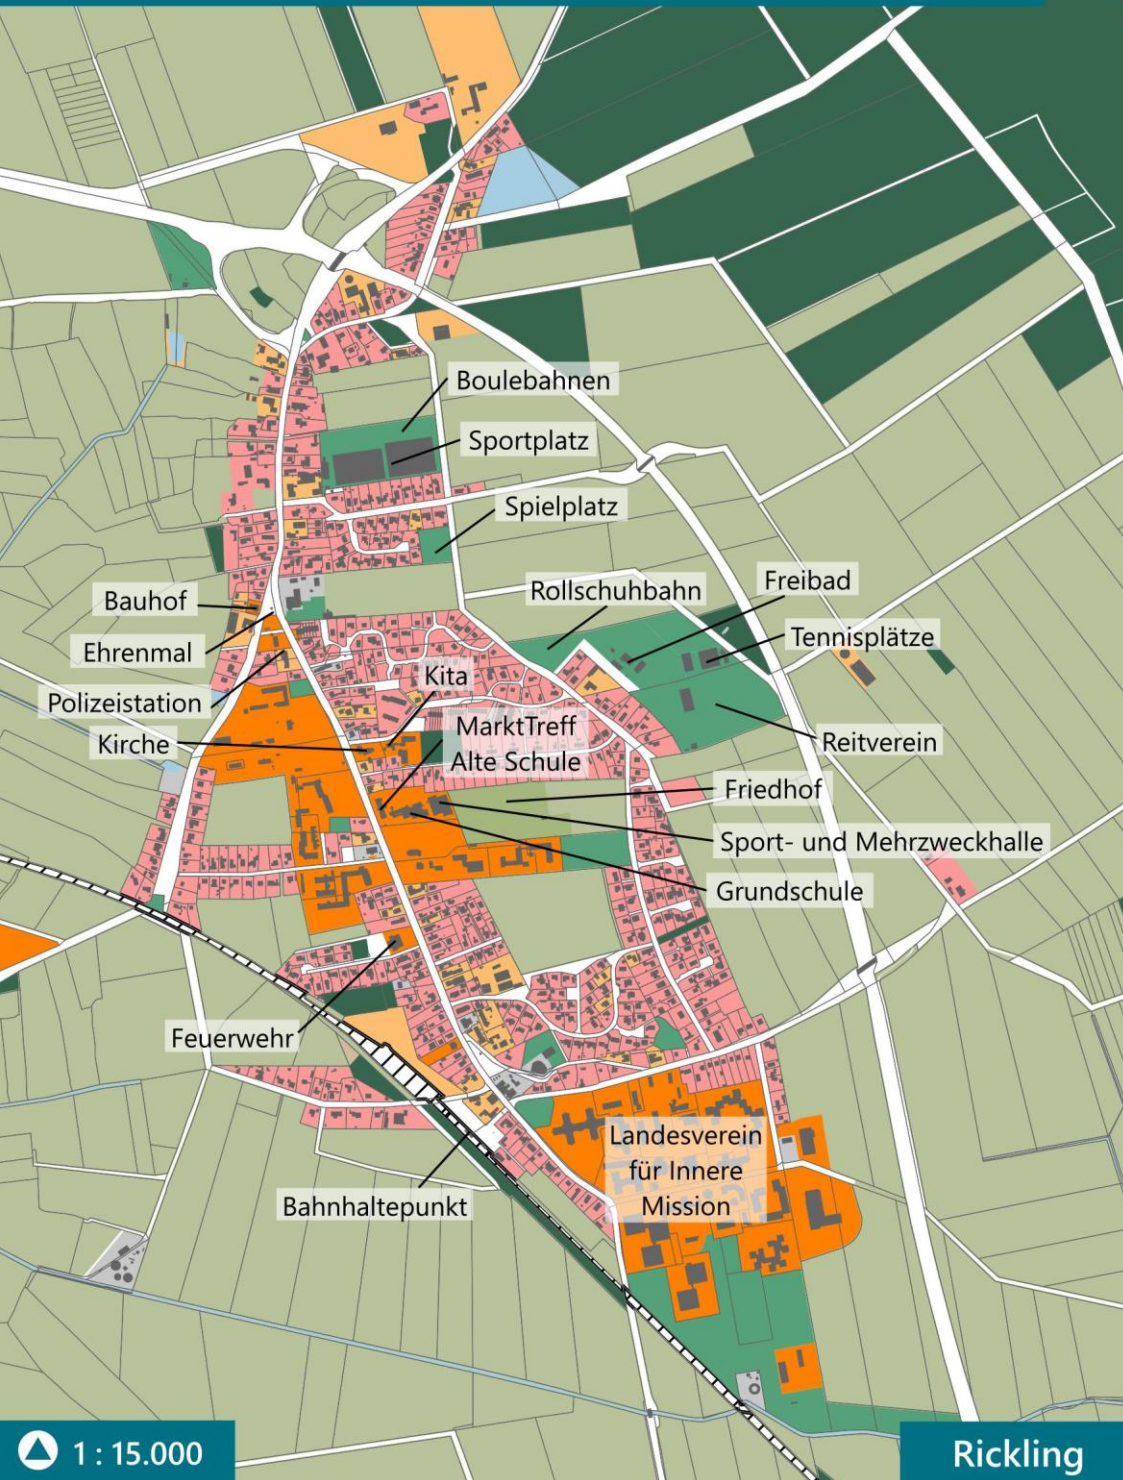 Boulebahnen
Sportplatz
Spielplatz
Rollschuhbahn
Freibad
Bauhof
Tennisplätze
Ehrenmal
Kita
Polizeistation
MarktTreff
Alte Schule
Kirche
Reitverein
Friedhof
Sport- und Mehrzweckhalle
Grundschule
Feuerwehr
Landesverein
für Innere
Mission
Bahnhaltepunkt
1 : 15.000
Rickling